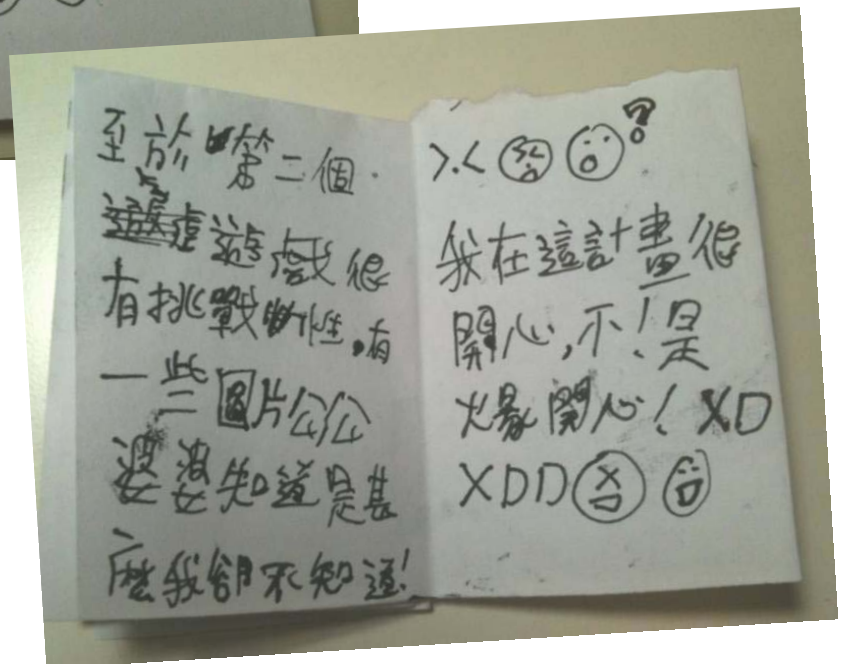 至於第二個
遊戲很
有挑戰性,有
一些圖片公公
婆婆知道是甚
麼我卻不知道!
>.< ?
我在這計畫很
開心,不!是
爆開心! XD
XDD